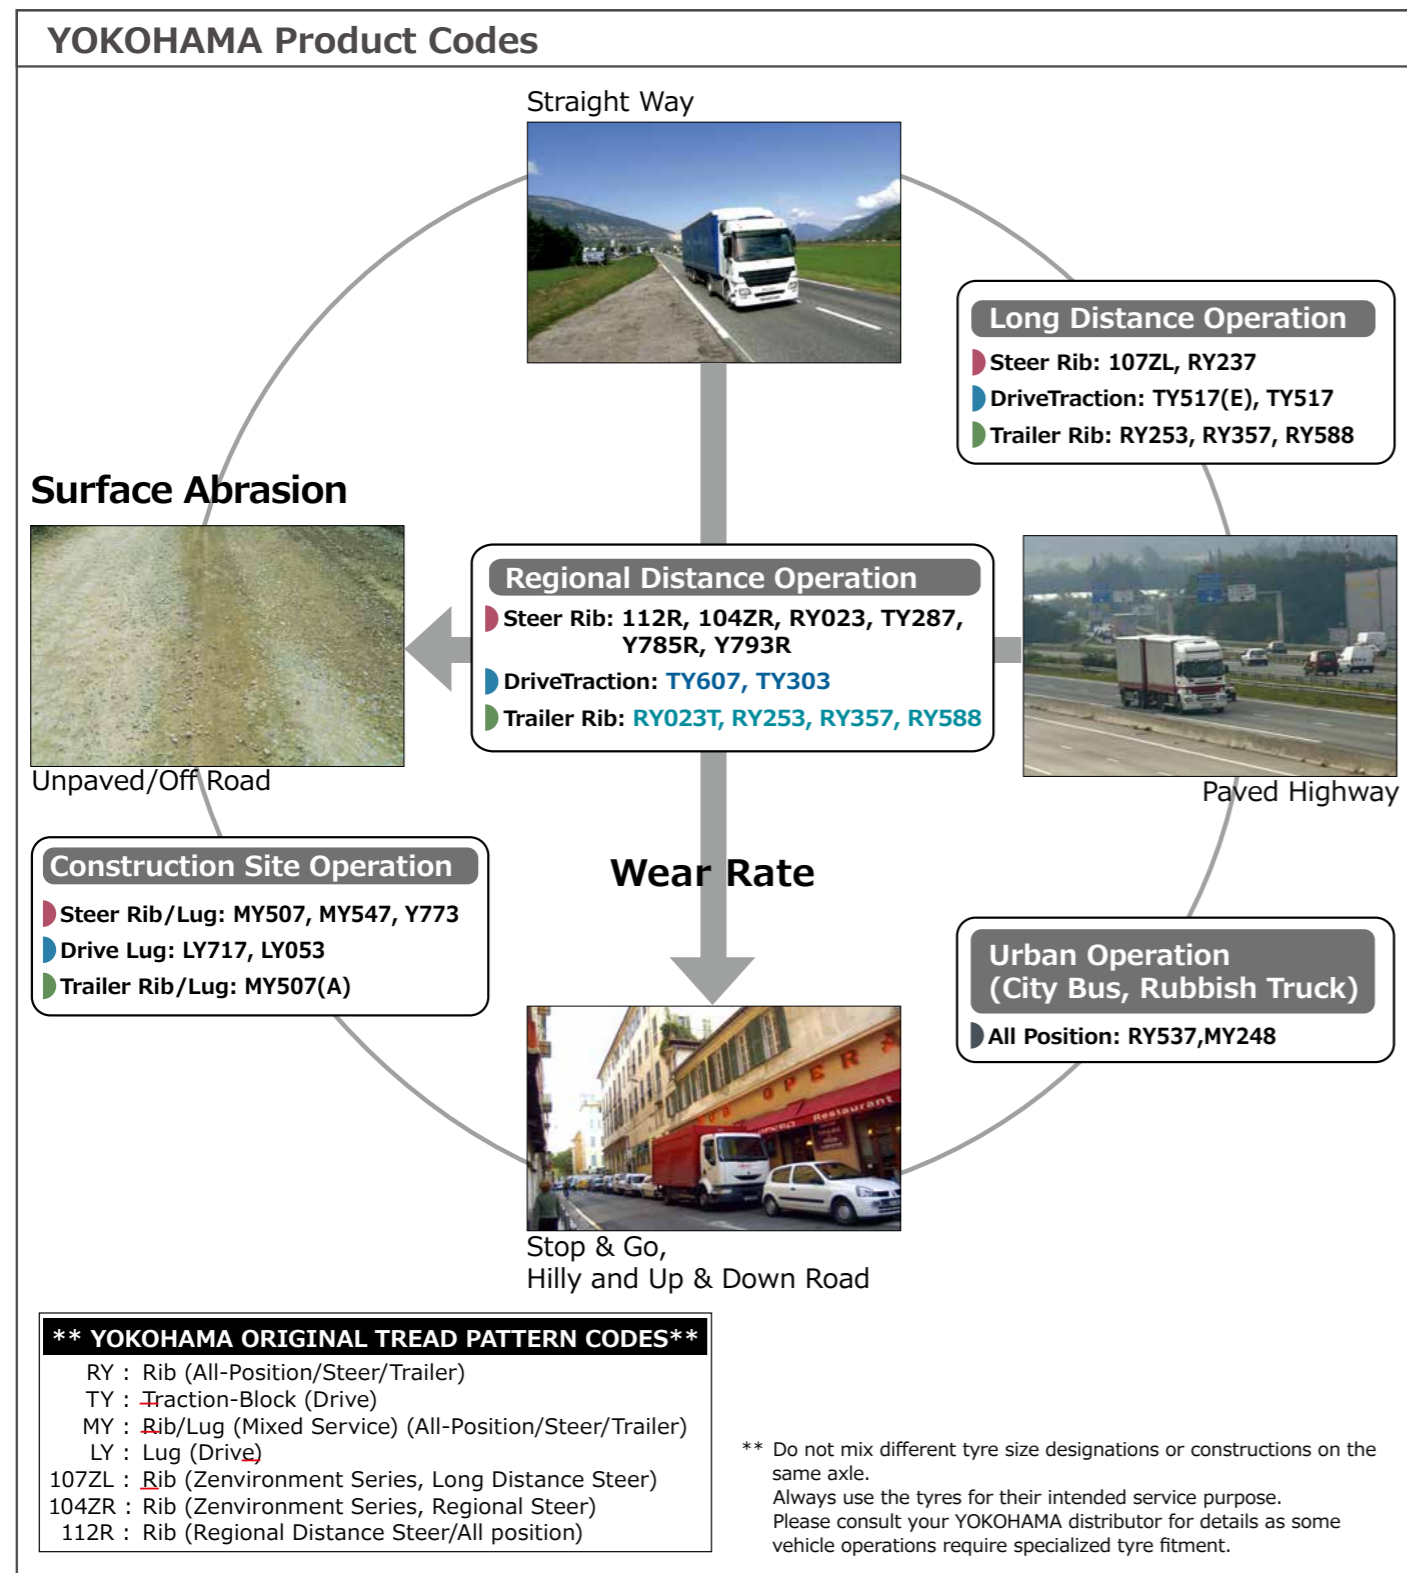 YOKOHAMA Product Codes
Straight Way
Long Distance Operation
Steer Rib: 107ZL, RY237
DriveTraction: TY517(E), TY517
Trailer Rib: RY253, RY357, RY588
Surface Abrasion
Unpaved/Off Road
Regional Distance Operation
Steer Rib: 112R, 104ZR, RY023, TY287,
Y785R, Y793R
DriveTraction: TY607, TY303
Trailer Rib: RY023T, RY253, RY357, RY588
Paved Highway
Construction Site Operation
Steer Rib/Lug: MY507, MY547, Y773
Drive Lug: LY717, LY053
Trailer Rib/Lug: MY507(A)
Wear Rate
Urban Operation
(City Bus, Rubbish Truck)
All Position: RY537,MY248
OPERA
Restaurant
Stop & Go,
Hilly and Up & Down Road
** YOKOHAMA ORIGINAL TREAD PATTERN CODES**
RY : Rib (All-Position/Steer/Trailer)
TY : Traction-Block (Drive)
MY : Rib/Lug (Mixed Service) (All-Position/Steer/Trailer)
LY : Lug (Drive)
107ZL : Rib (Zenvironment Series, Long Distance Steer)
104ZR : Rib (Zenvironment Series, Regional Steer)
112R : Rib (Regional Distance Steer/All position)
** Do not mix different tyre size designations or constructions on the
same axle.
Always use the tyres for their intended service purpose.
Please consult your YOKOHAMA distributor for details as some
vehicle operations require specialized tyre fitment.